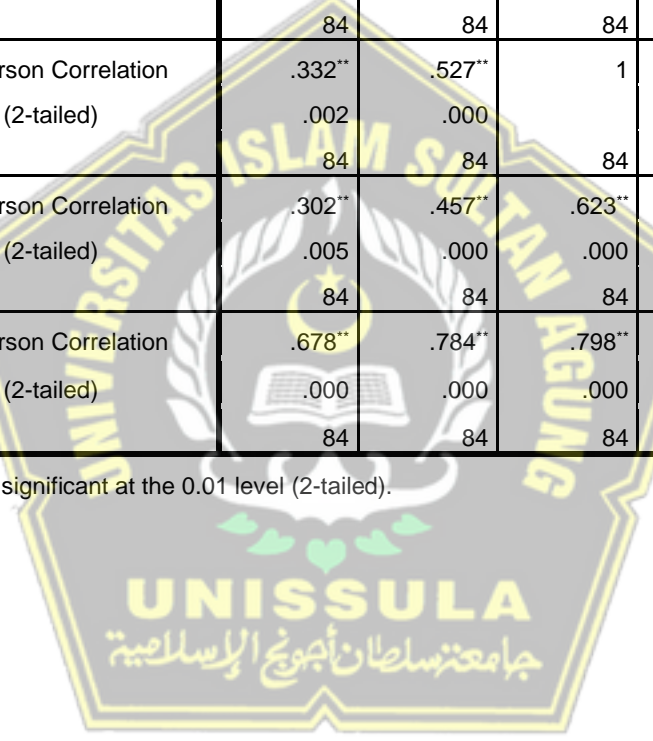 84 84 84
rson Correlation .332** .527** 1
(2-tailed) .002 .000
84 84 84
rson Correlation .302** .457** .623**
(2-tailed) .005 .000 .000
84 84 84
rson Correlation .678** .784** .798**
(2-tailed) .000 .000 .000
84 84 84
significant at the 0.01 level (2-tailed).
UNIVERSITAS ISLAM SULTAN AGUNG
UNISSULA
جامعتنسلطان أجونج الإسلامية